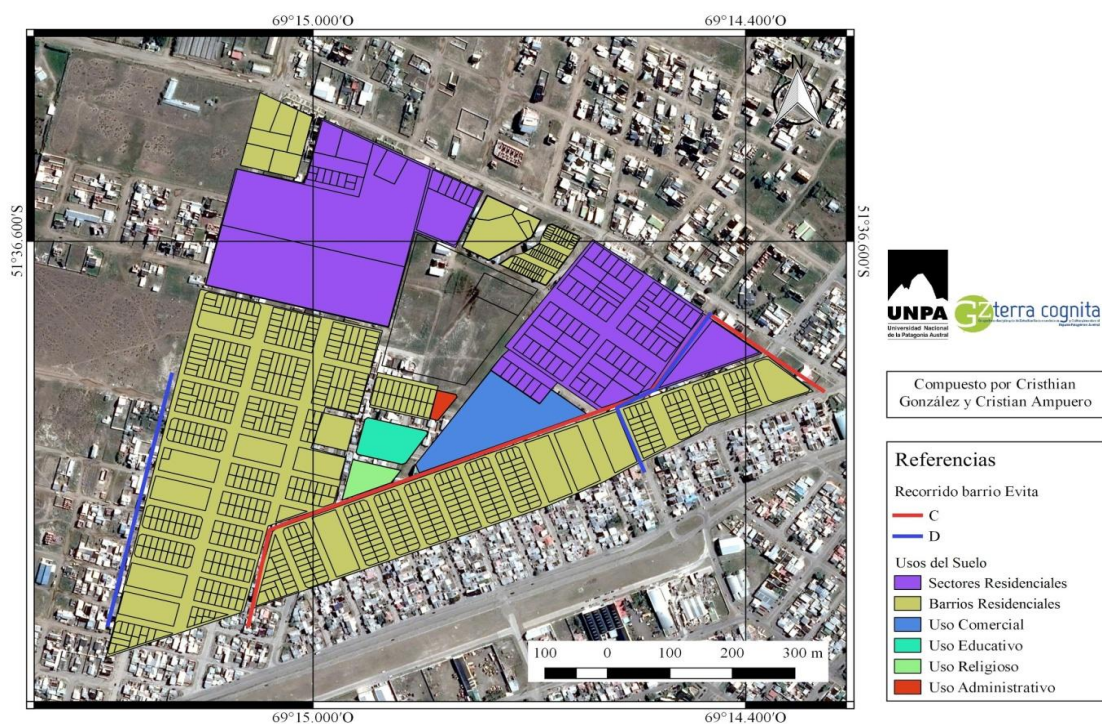 69°15.000'O
69°14.400'O
N
51°36.600'S
51°36.600'S
UNPA
Universidad Nacional
de la Patagonia Austral
Gz terra cognita
Compuesto por Cristhian
González y Cristian Ampuero
Referencias
Recorrido barrio Evita
C
D
Usos del Suelo
Sectores Residenciales
Barrios Residenciales
Uso Comercial
Uso Educativo
Uso Religioso
Uso Administrativo
100 0 100 200 300 m
69°15.000'O
69°14.400'O